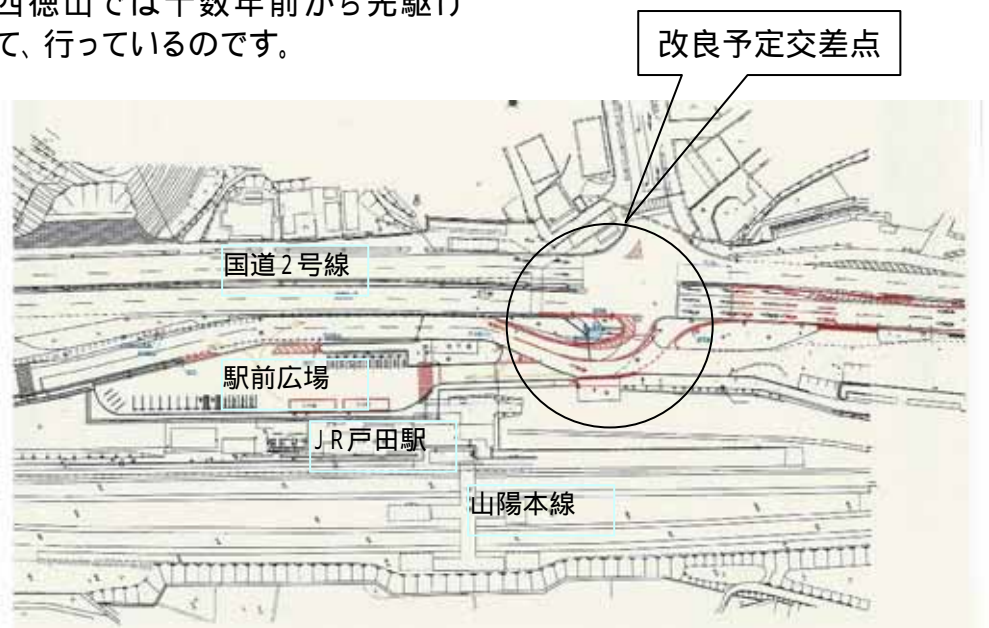 西徳山では十数年前から先駆け
て、行っているのです。
改良予定交差点
国道2号線
駅前広場
JR戸田駅
山陽本線